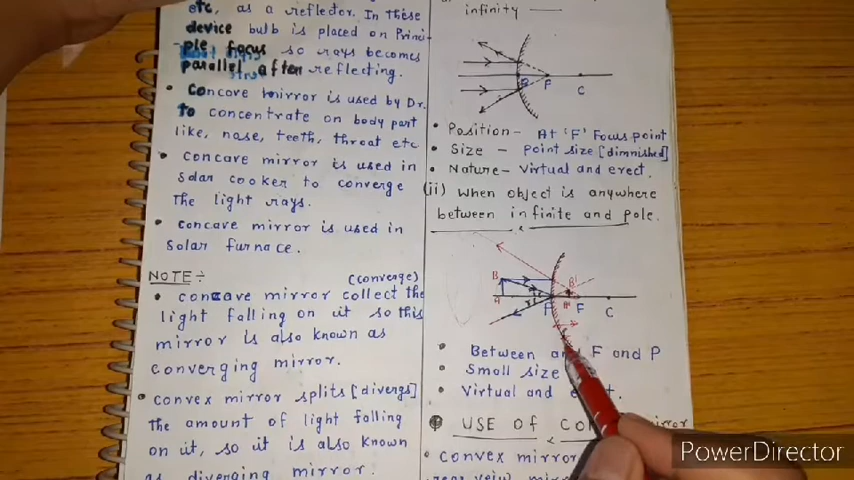 etc, as a reflector. In these
device bulb is placed on Princi-
ple focus so rays becomes
parallel after reflecting.
• Concave mirror is used by Dr.
to concentrate on body part
like, nose, teeth, throat etc
• concave mirror is used in
solar cooker to converge
the light rays.
• concave mirror is used in
solar furnace.
NOTE ÷
(converge)
• concave mirror collect the
light falling on it so this
mirror is also known as
converging mirror.
• convex mirror splits [divergs]
the amount of light falling
on it, so it is also known
as diverging mirror.
infinity
P F C
• Position - At 'F' Focus point
• Size - point size [dimnished]
• Nature - Virtual and erect.
(ii) When object is anywhere
between infinite and pole.
B B'
A F C
• Between F and P
• Small size
• Virtual and
USE OF mirror
• convex mirror
rear veiw
PowerDirector